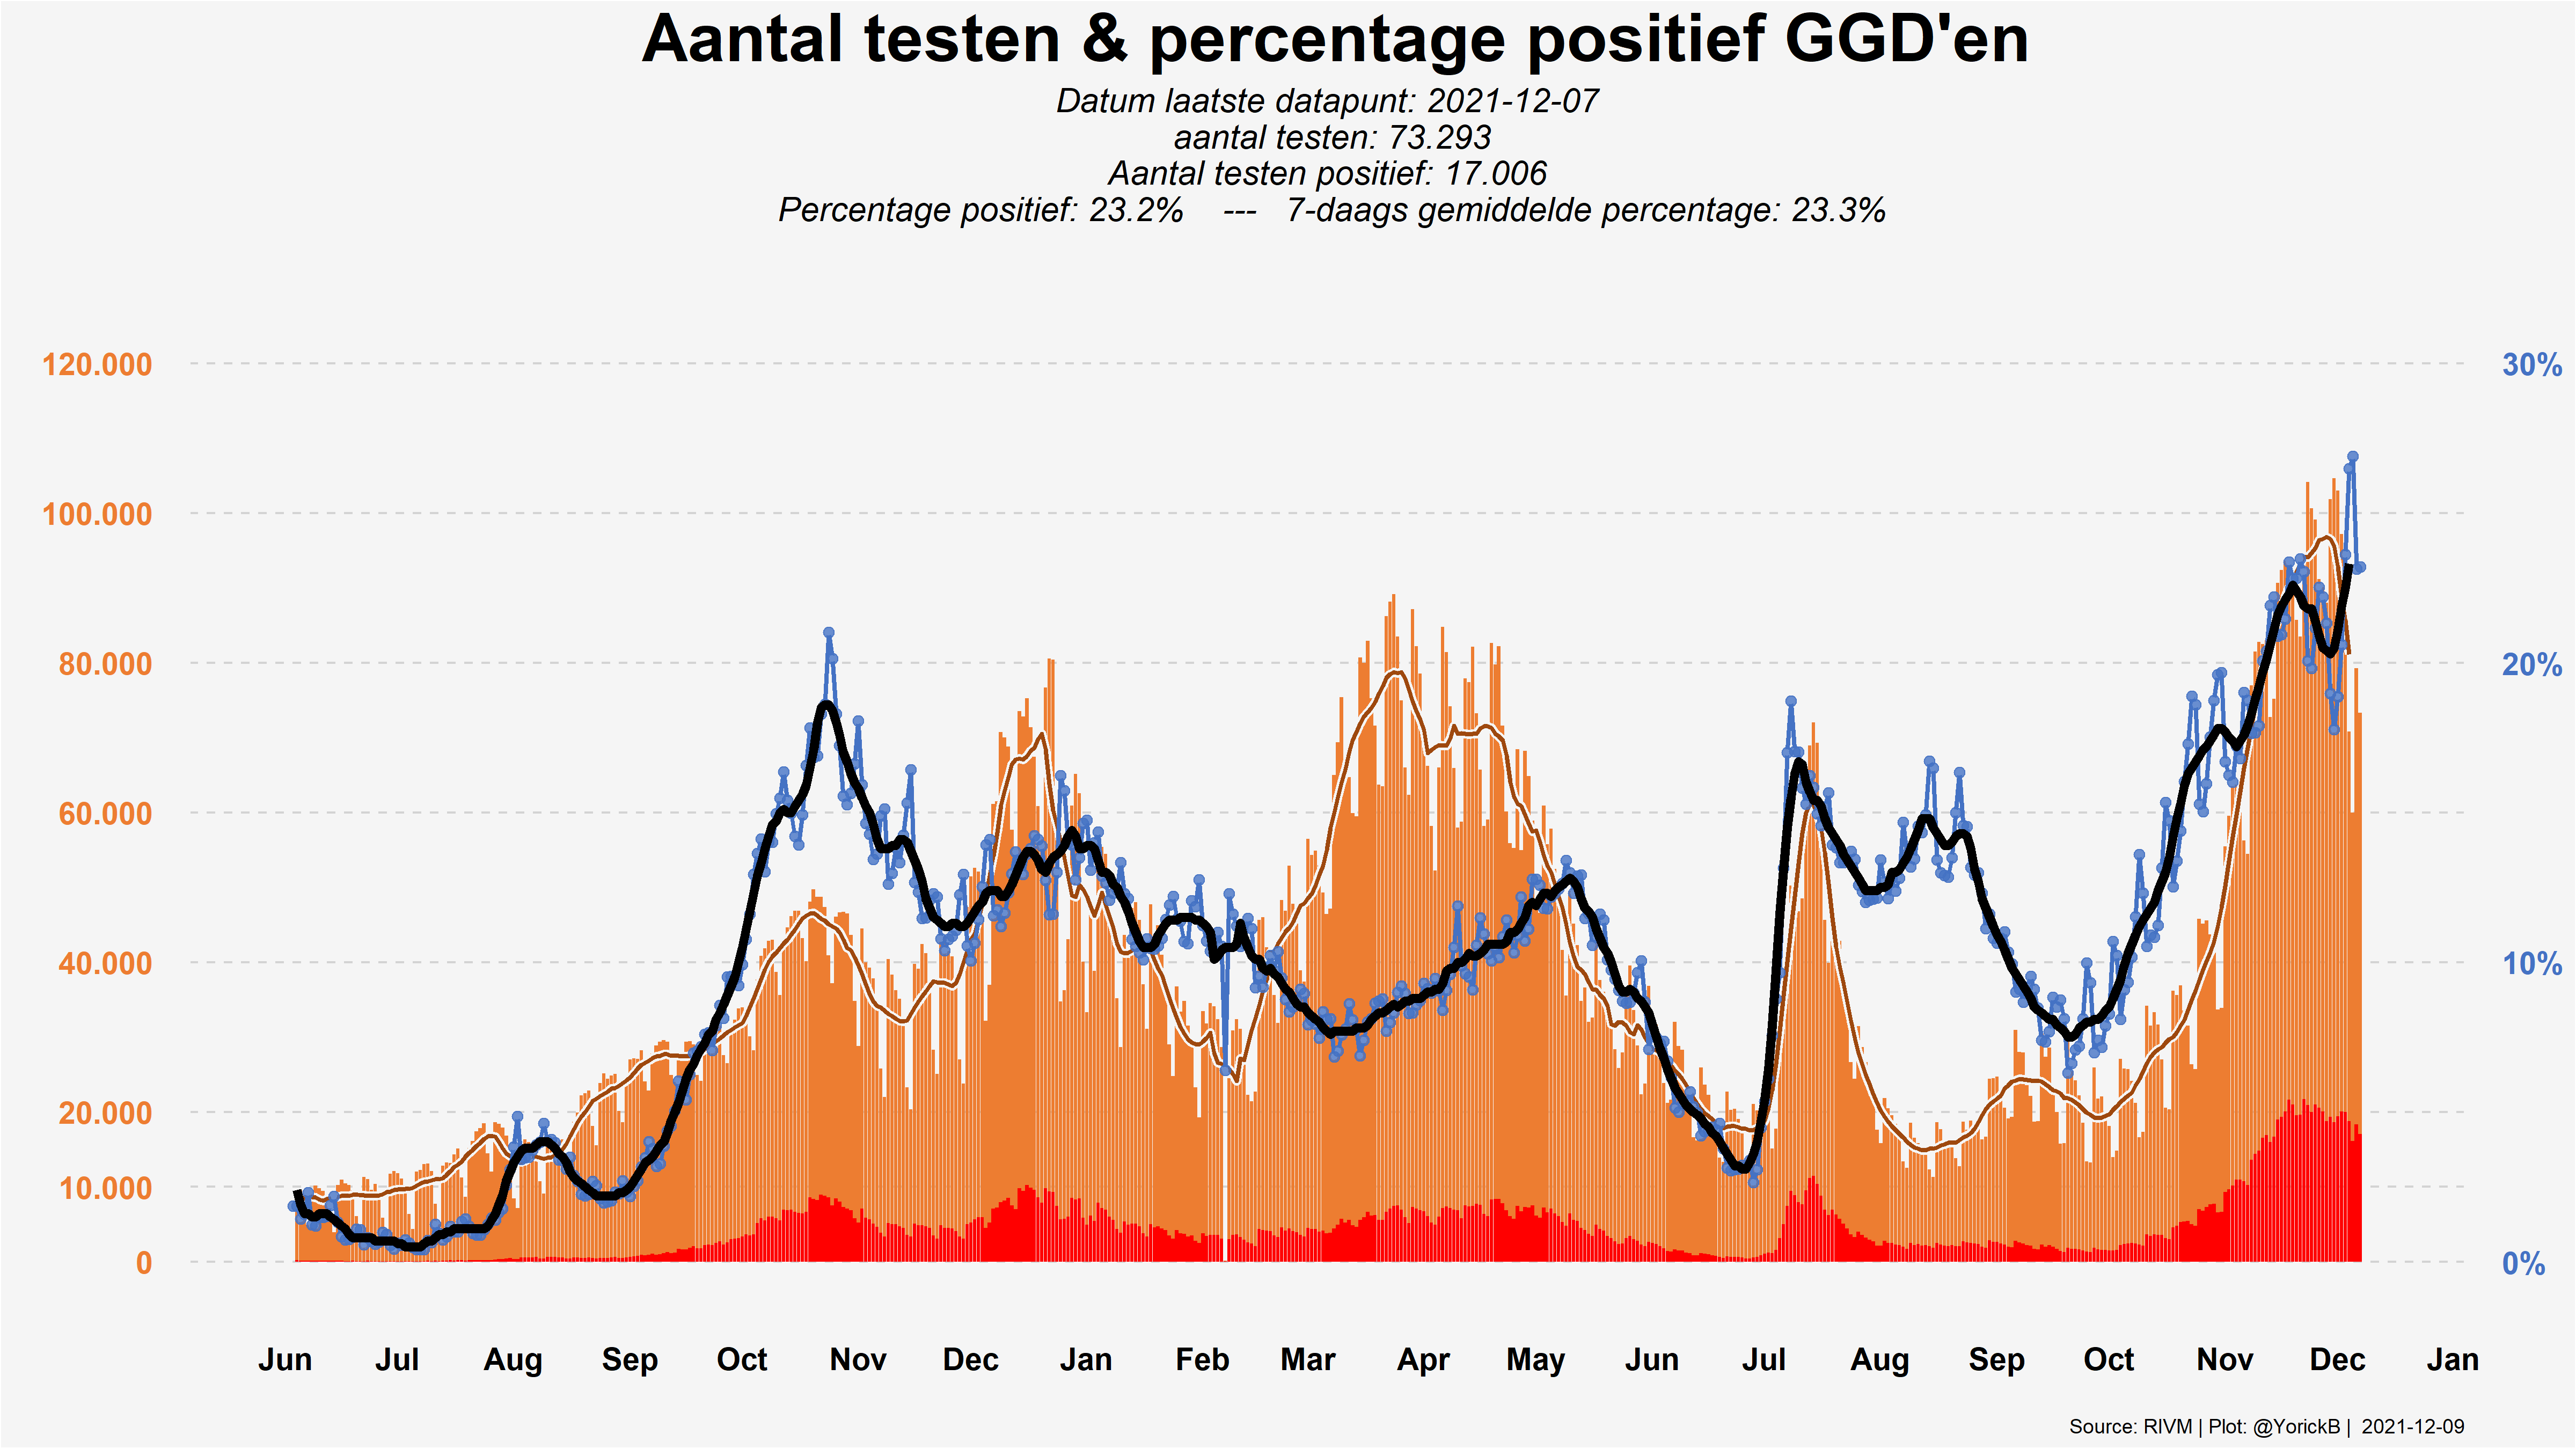 Aantal testen & percentage positief GGD'en
Datum laatste datapunt: 2021-12-07
aantal testen: 73.293
Aantal testen positief: 17.006
Percentage positief: 23.2% --- 7-daags gemiddelde percentage: 23.3%
120.000
30%
100.000
80.000
20%
60.000
40.000
10%
20.000
10.000
0
0%
Jun Jul Aug Sep Oct Nov Dec Jan Feb Mar Apr May Jun Jul Aug Sep Oct Nov Dec Jan
Source: RIVM | Plot: @YorickB | 2021-12-09